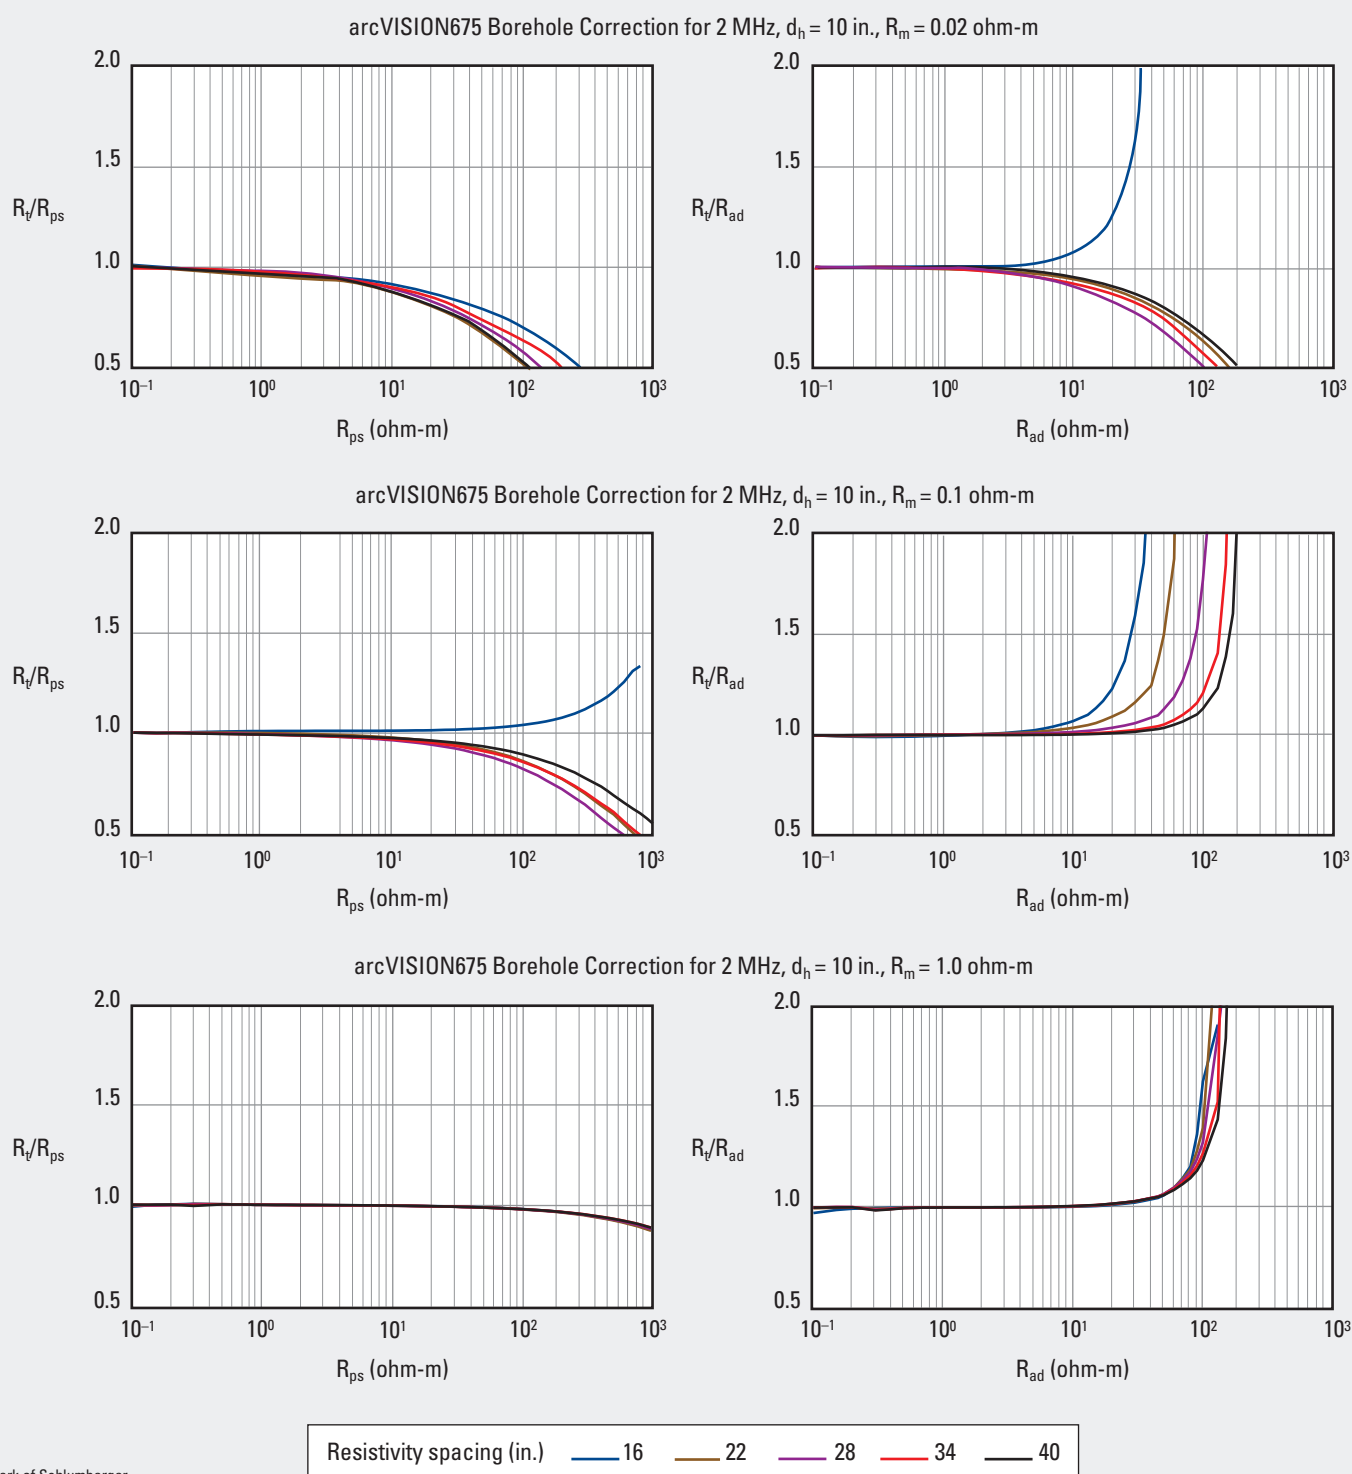 arcVISION675 Borehole Correction for 2 MHz, dh = 10 in., Rm = 0.02 ohm-m
2.0
1.5
Rt/Rps
1.0
0.5
10–1 100 101 102 103
Rps (ohm-m)
2.0
1.5
Rt/Rad
1.0
0.5
10–1 100 101 102 103
Rad (ohm-m)
arcVISION675 Borehole Correction for 2 MHz, dh = 10 in., Rm = 0.1 ohm-m
2.0
1.5
Rt/Rps
1.0
0.5
10–1 100 101 102 103
Rps (ohm-m)
2.0
1.5
Rt/Rad
1.0
0.5
10–1 100 101 102 103
Rad (ohm-m)
arcVISION675 Borehole Correction for 2 MHz, dh = 10 in., Rm = 1.0 ohm-m
2.0
1.5
Rt/Rps
1.0
0.5
10–1 100 101 102 103
Rps (ohm-m)
2.0
1.5
Rt/Rad
1.0
0.5
10–1 100 101 102 103
Rad (ohm-m)
Resistivity spacing (in.) 16 22 28 34 40
of Schlumberger